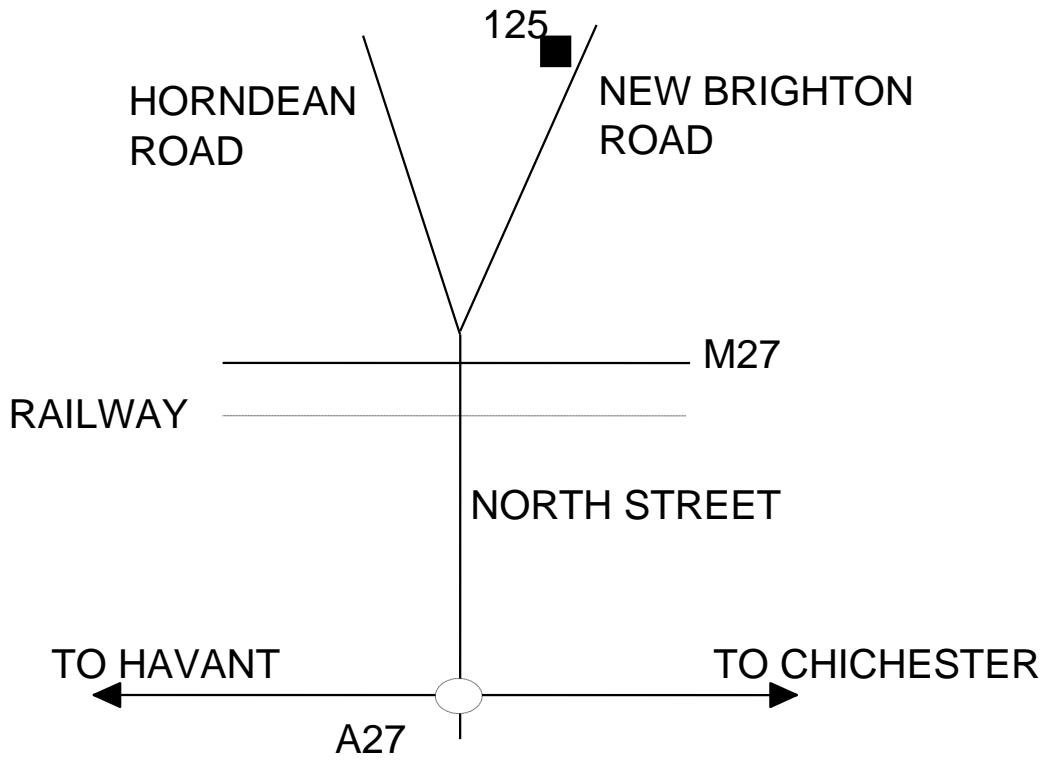 125
HORNDEAN
ROAD
NEW BRIGHTON
ROAD
M27
RAILWAY
NORTH STREET
TO HAVANT
TO CHICHESTER
A27